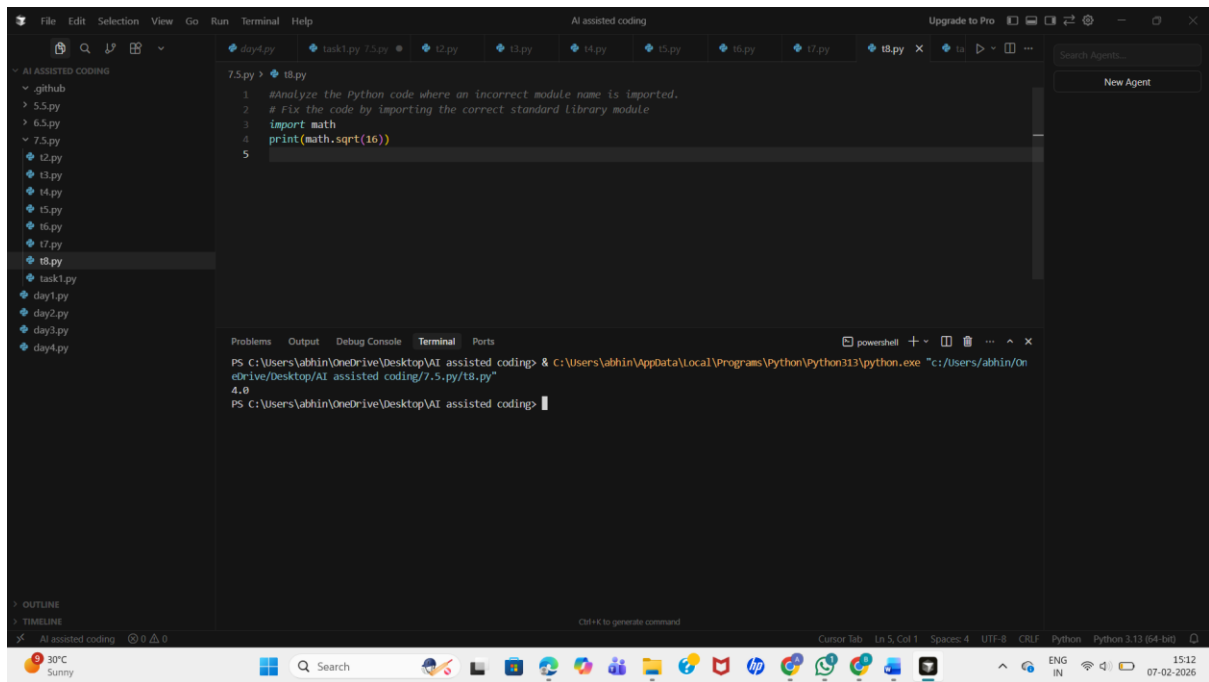 File Edit Selection View Go Run Terminal Help
AI assisted coding
Upgrade to Pro
day4.py
task1.py 7.5.py
t2.py
t3.py
t4.py
t5.py
t6.py
t7.py
t8.py
ta
Search Agents...
New Agent
AI ASSISTED CODING
.github
5.5.py
6.5.py
7.5.py
t2.py
t3.py
t4.py
t5.py
t6.py
t7.py
t8.py
task1.py
day1.py
day2.py
day3.py
day4.py
OUTLINE
TIMELINE
7.5.py > t8.py
1 #Analyze the Python code where an incorrect module name is imported.
2 # Fix the code by importing the correct standard library module
3 import math
4 print(math.sqrt(16))
5
Problems Output Debug Console Terminal Ports
powershell
PS C:\Users\abhin\OneDrive\Desktop\AI assisted coding> & C:\Users\abhin\AppData\Local\Programs\Python\Python313\python.exe "c:/Users/abhin/On
eDrive/Desktop/AI assisted coding/7.5.py/t8.py"
4.0
PS C:\Users\abhin\OneDrive\Desktop\AI assisted coding>
Ctrl+K to generate command
AI assisted coding 0 0
Cursor Tab Ln 5, Col 1 Spaces: 4 UTF-8 CRLF Python Python 3.13 (64-bit)
9
30°C
Sunny
Search
hp
ENG
IN
15:12
07-02-2026